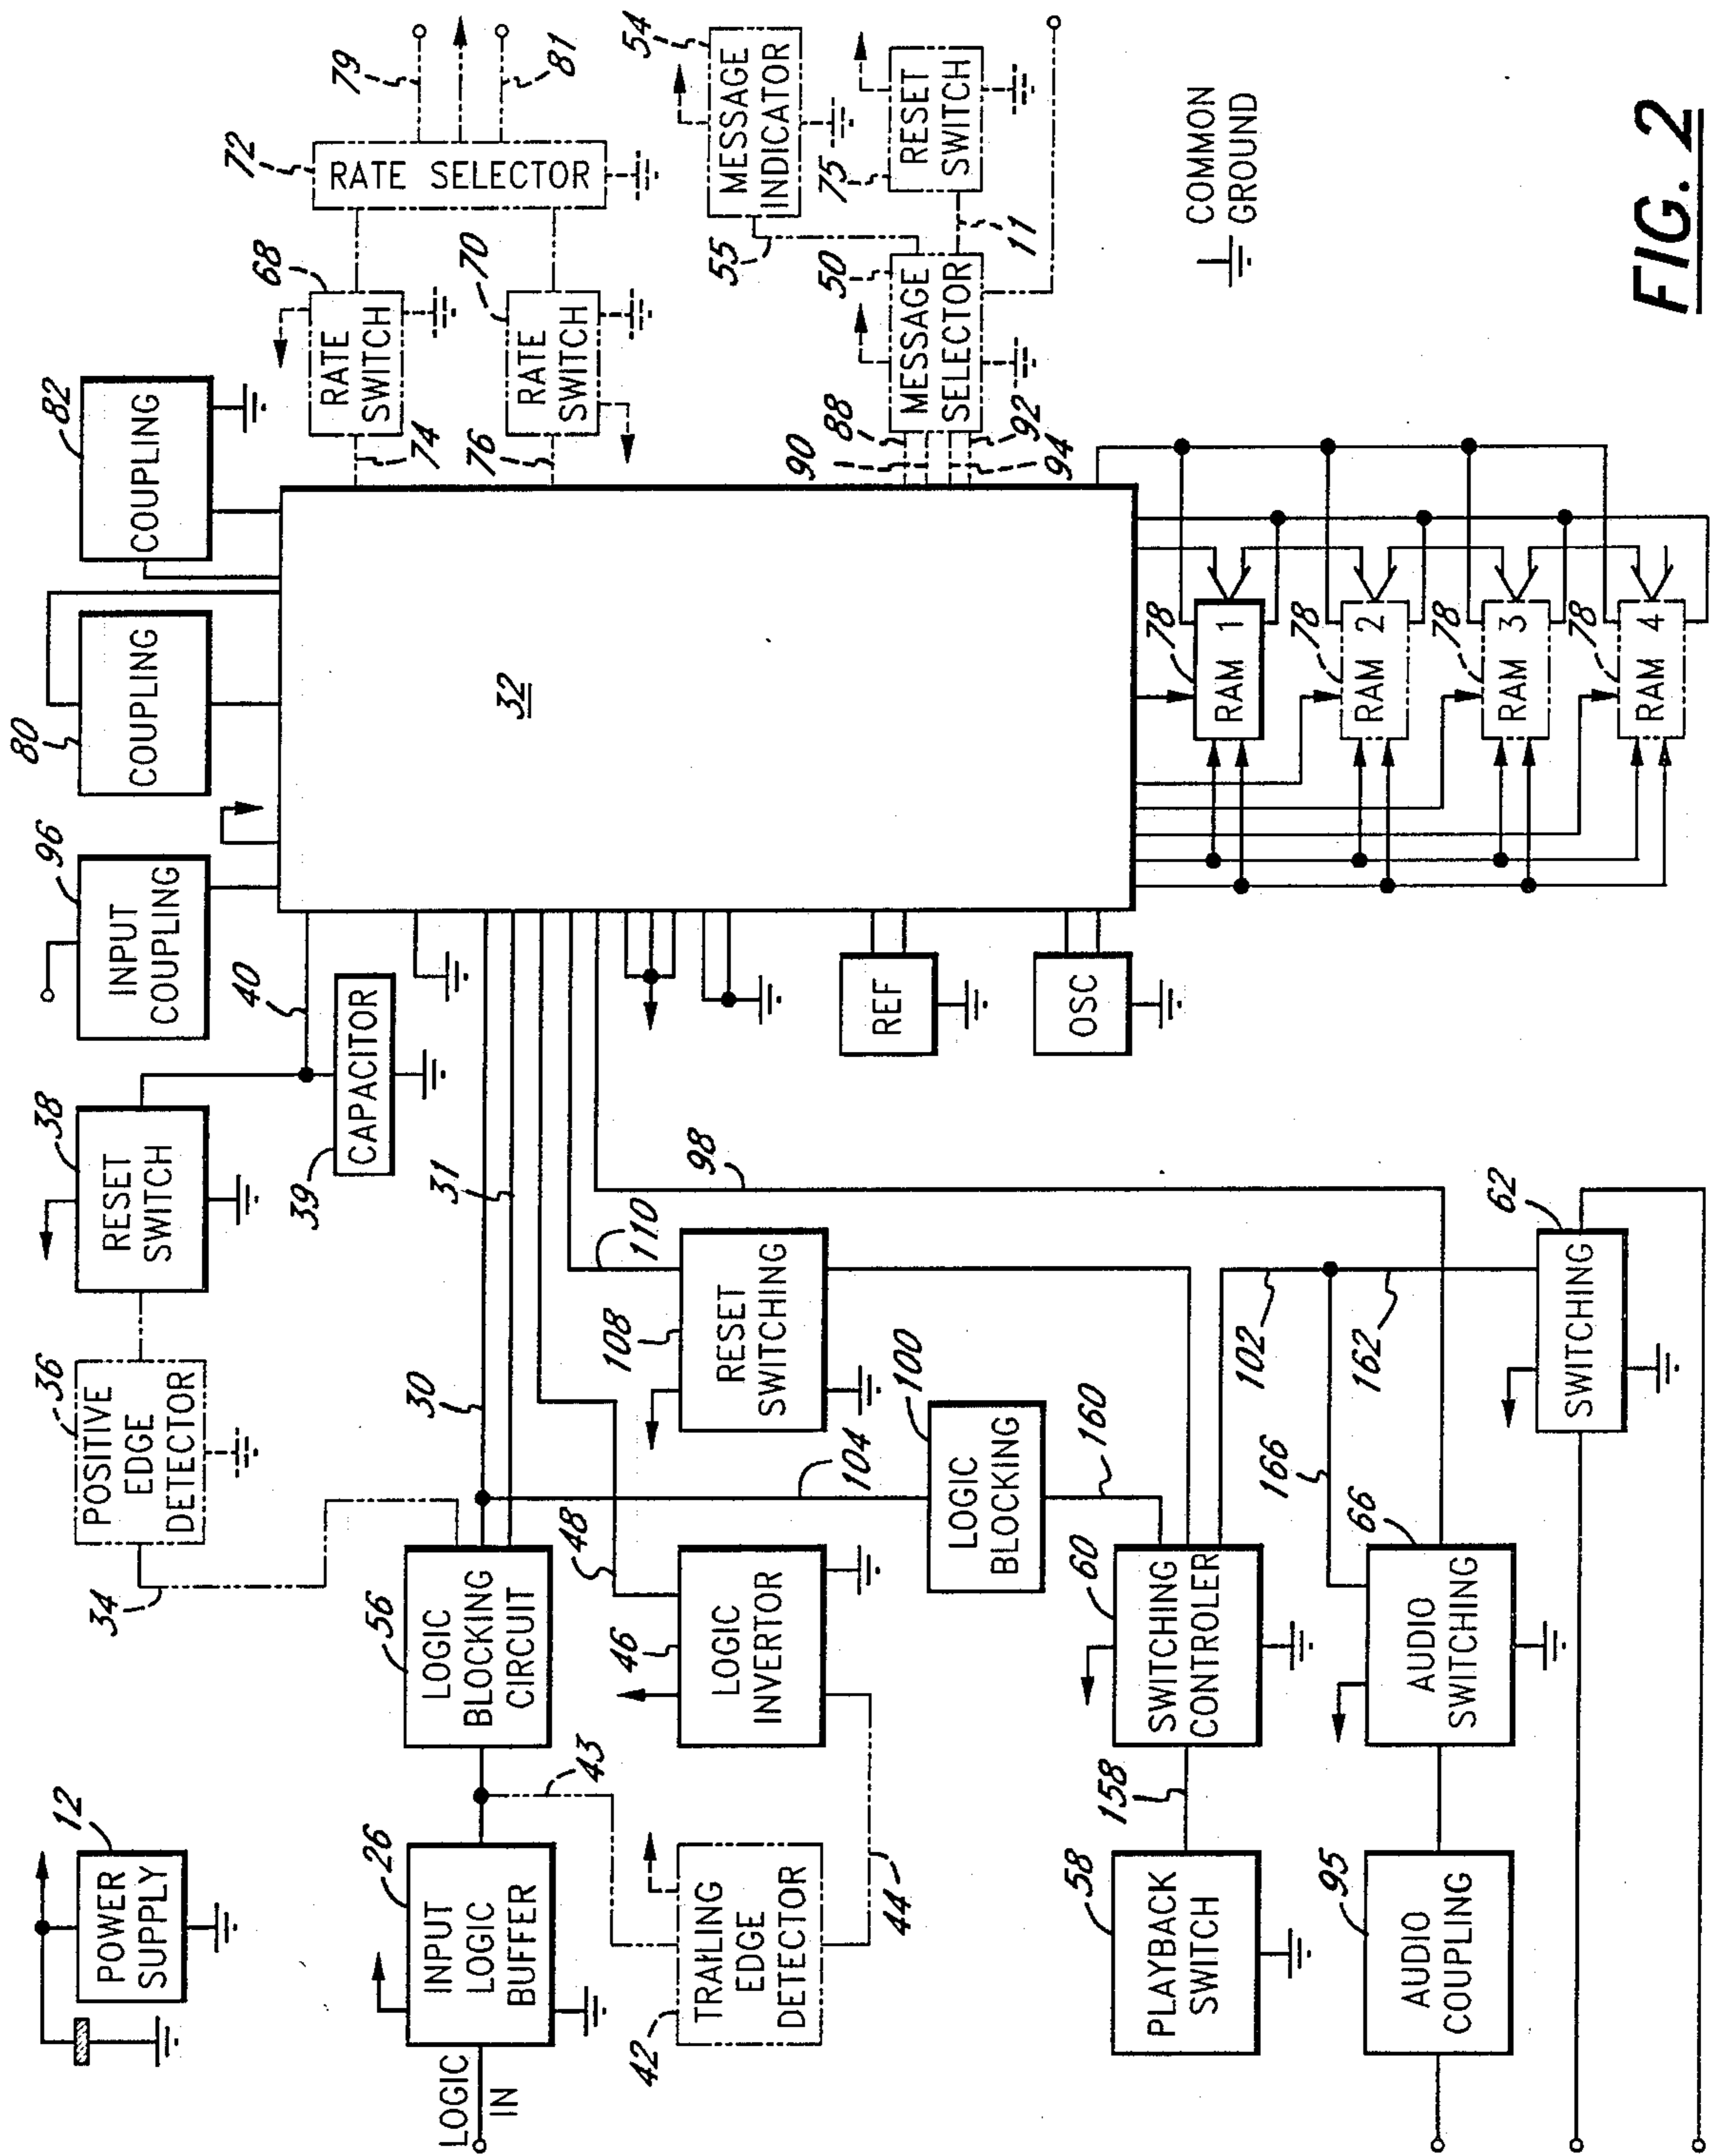 12
POWER
SUPPLY
34
36
POSITIVE
EDGE
DETECTOR
38
RESET
SWITCH
39
CAPACITOR
40
96
INPUT
COUPLING
80
COUPLING
82
COUPLING
LOGIC
IN
26
INPUT
LOGIC
BUFFER
43
56
LOGIC
BLOCKING
CIRCUIT
30
31
32
68
RATE
SWITCH
74
70
RATE
SWITCH
76
72
RATE SELECTOR
79
81
42
TRAILING
EDGE
DETECTOR
44
46
LOGIC
INVERTOR
48
108
RESET
SWITCHING
110
98
104
100
LOGIC
BLOCKING
160
REF
OSC
90
88
94
92
50
MESSAGE
SELECTOR
55
54
MESSAGE
INDICATOR
75
RESET
SWITCH
11
58
PLAYBACK
SWITCH
158
60
SWITCHING
CONTROLER
102
162
166
95
AUDIO
COUPLING
66
AUDIO
SWITCHING
62
SWITCHING
78
RAM 1
78
RAM 2
78
RAM 3
78
RAM 4
COMMON
GROUND
FIG. 2